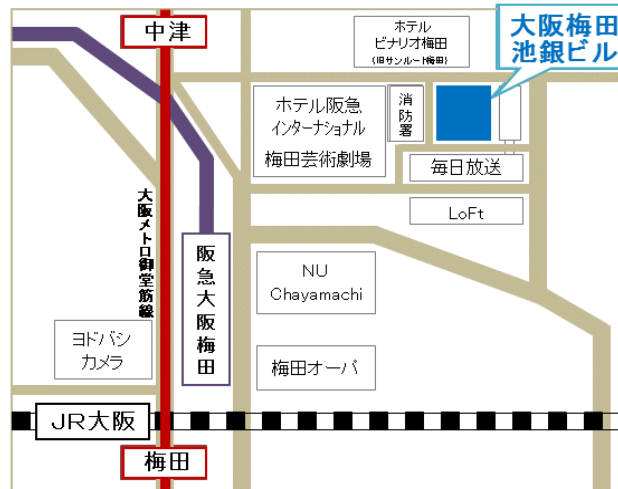 中津
ホテル
ビナリオ梅田
(旧サンルート梅田)
大阪梅田
池銀ビル
ホテル阪急
インターナショナル
梅田芸術劇場
消防署
毎日放送
LoFt
大阪メトロ御堂筋線
阪急大阪梅田
NU
Chayamachi
ヨドバシ
カメラ
梅田オーパ
JR大阪
梅田